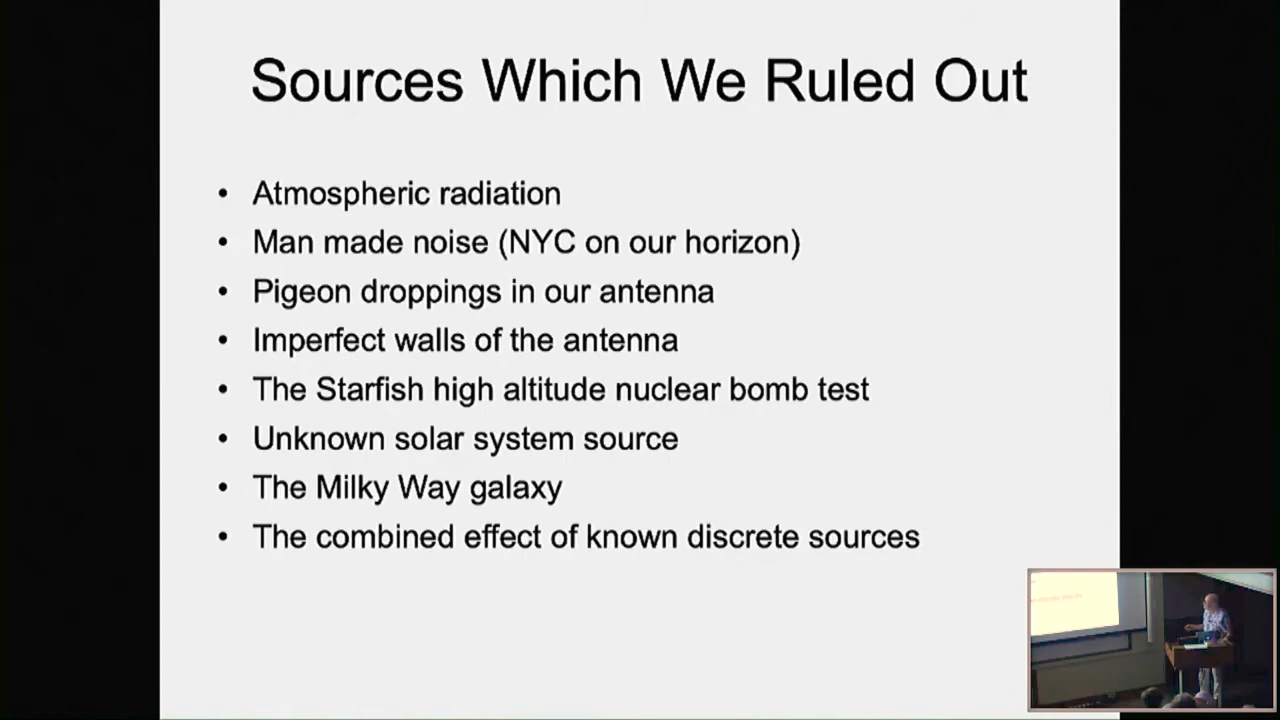 Sources Which We Ruled Out
• Atmospheric radiation
• Man made noise (NYC on our horizon)
• Pigeon droppings in our antenna
• Imperfect walls of the antenna
• The Starfish high altitude nuclear bomb test
• Unknown solar system source
• The Milky Way galaxy
• The combined effect of known discrete sources